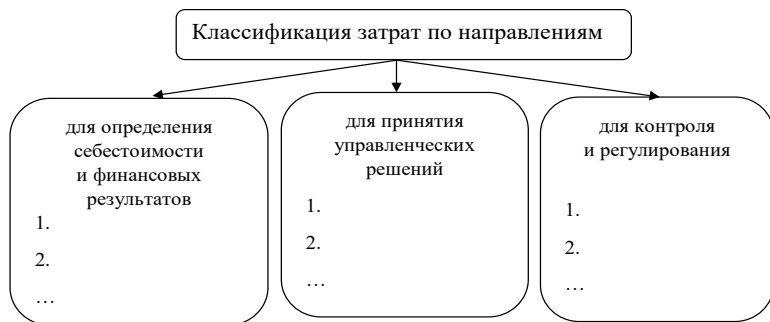 Классификация затрат по направлениям
для определения
себестоимости
и финансовых
результатов
1.
2.
…
для принятия
управленческих
решений
1.
2.
…
для контроля
и регулирования
1.
2.
…